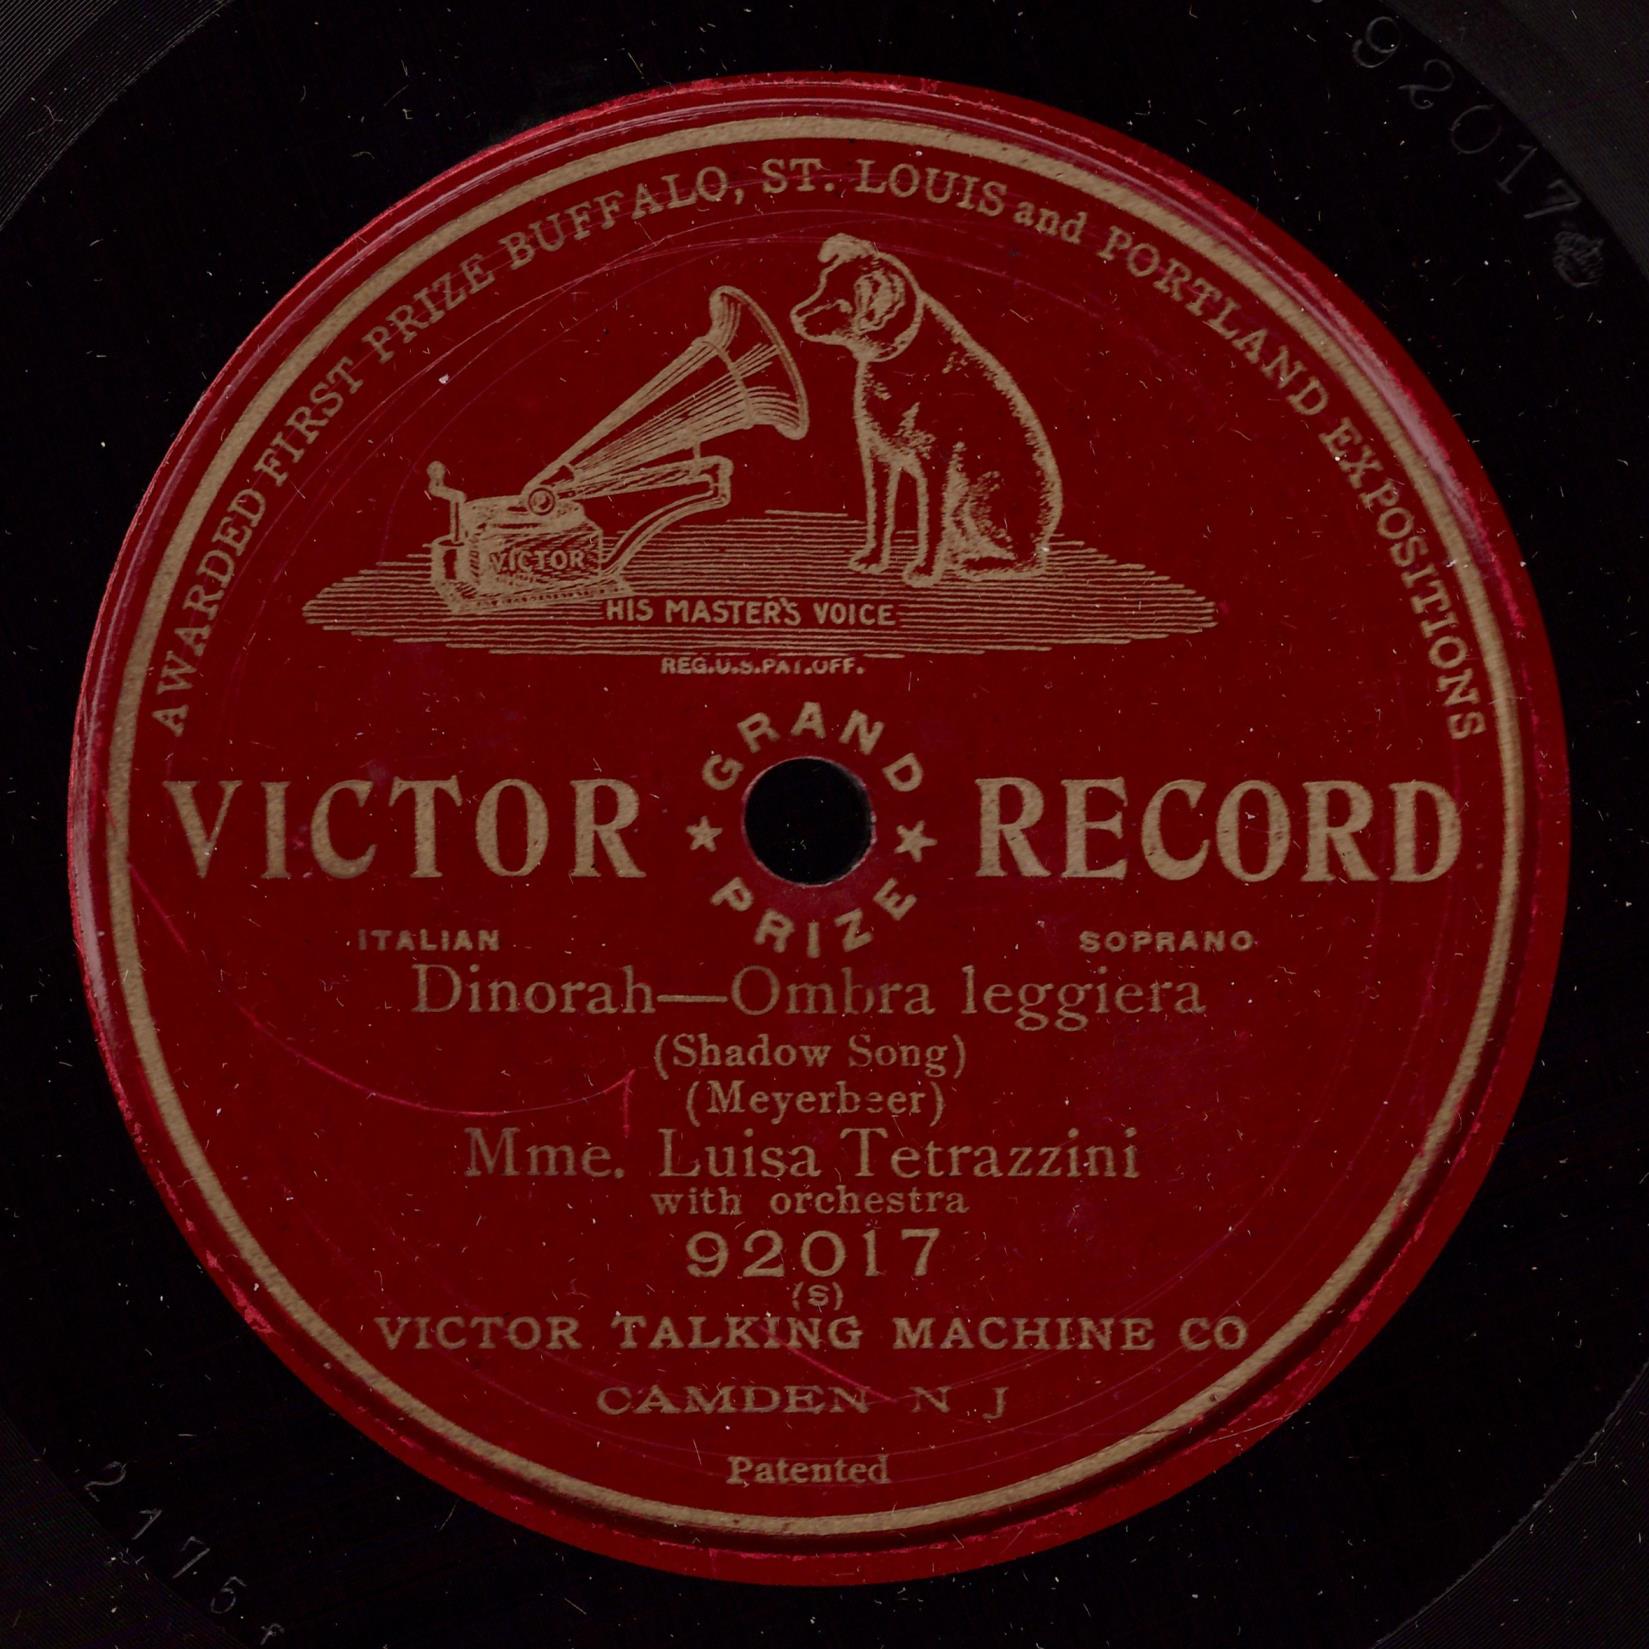 92017
AWARDED FIRST PRIZE BUFFALO, ST. LOUIS and PORTLAND EXPOSITIONS
VICTOR
HIS MASTER'S VOICE
REG.U.S.PAT.OFF.
GRAND PRIZE
VICTOR RECORD
ITALIAN SOPRANO
Dinorah—Ombra leggiera
(Shadow Song)
(Meyerbeer)
Mme. Luisa Tetrazzini
with orchestra
92017
(S)
VICTOR TALKING MACHINE CO
CAMDEN N J
Patented
2175 f